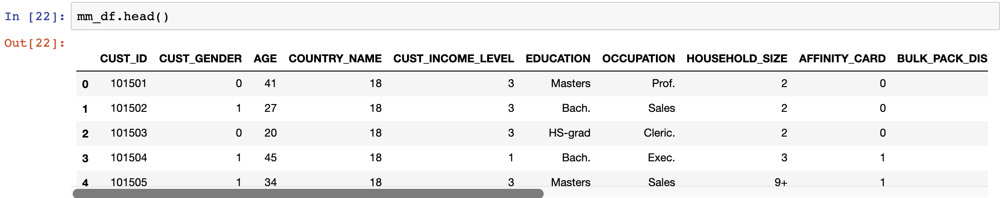 In [22]: mm_df.head()
Out[22]:
CUST_ID CUST_GENDER AGE COUNTRY_NAME CUST_INCOME_LEVEL EDUCATION OCCUPATION HOUSEHOLD_SIZE AFFINITY_CARD BULK_PACK_DIS
0 101501 0 41 18 3 Masters Prof. 2 0
1 101502 1 27 18 3 Bach. Sales 2 0
2 101503 0 20 18 3 HS-grad Cleric. 2 0
3 101504 1 45 18 1 Bach. Exec. 3 1
4 101505 1 34 18 3 Masters Sales 9+ 1